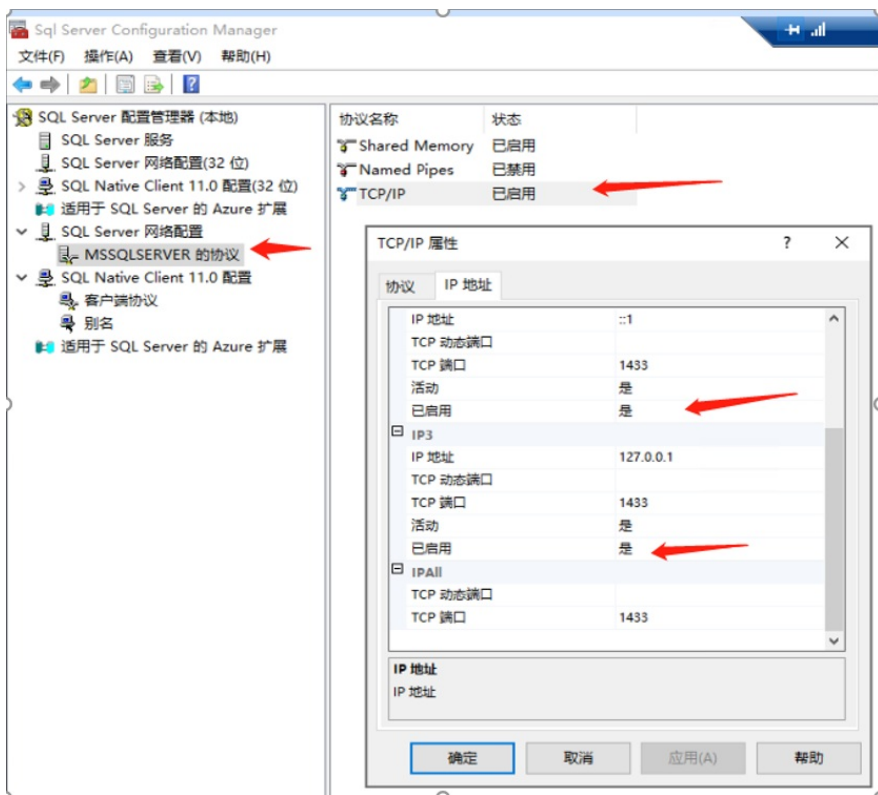 Sql Server Configuration Manager
文件(F) 操作(A) 查看(V) 帮助(H)
SQL Server 配置管理器 (本地)
SQL Server 服务
SQL Server 网络配置(32 位)
SQL Native Client 11.0 配置(32 位)
适用于 SQL Server 的 Azure 扩展
SQL Server 网络配置
MSSQLSERVER 的协议
SQL Native Client 11.0 配置
客户端协议
别名
适用于 SQL Server 的 Azure 扩展
协议名称 状态
Shared Memory 已启用
Named Pipes 已禁用
TCP/IP 已启用
TCP/IP 属性 ?
协议 IP 地址
IP 地址 ::1
TCP 动态端口
TCP 端口 1433
活动 是
已启用 是
IP3
IP 地址 127.0.0.1
TCP 动态端口
TCP 端口 1433
活动 是
已启用 是
IPAll
TCP 动态端口
TCP 端口 1433
IP 地址
IP 地址
确定 取消 应用(A) 帮助